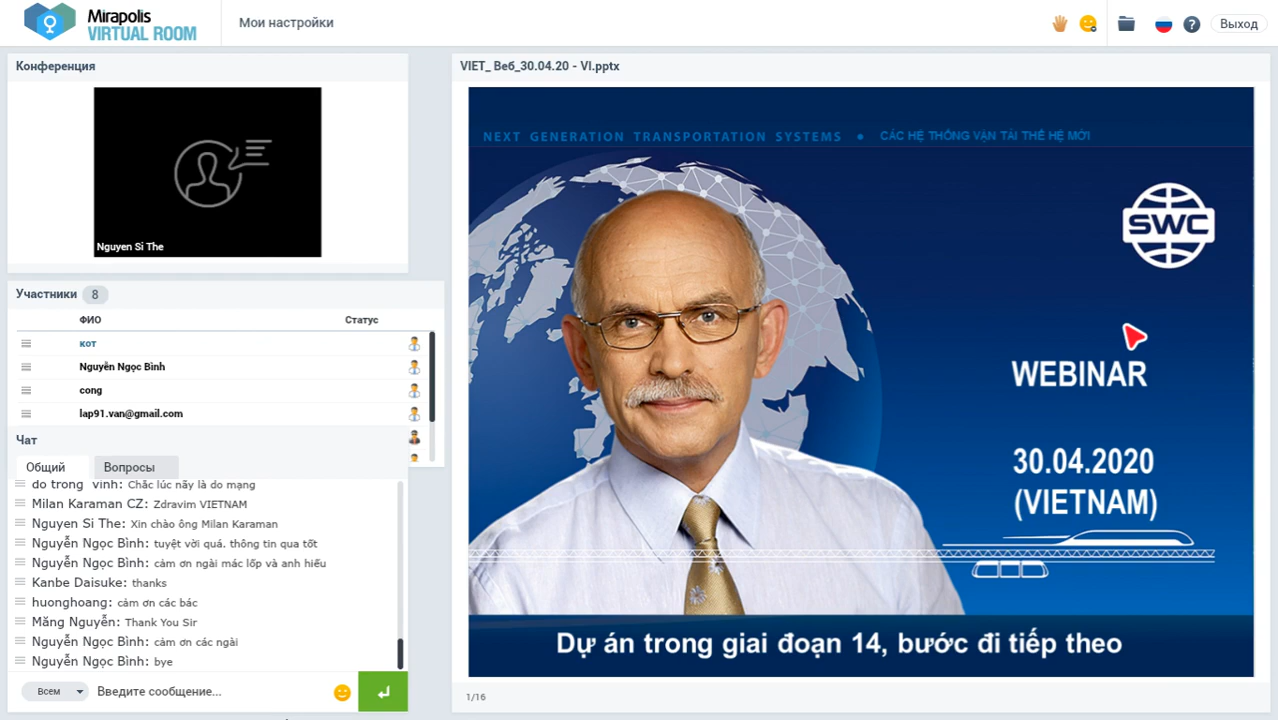 Mirapolis
VIRTUAL ROOM
Мои настройки
Выход
Конференция
Nguyen Si The
Участники 8
ФИО Статус
кот
Nguyễn Ngọc Bình
cong
lap91.van@gmail.com
Чат
Общий Вопросы
do trong vinh: Chắc lúc nãy là do mạng
Milan Karaman CZ: Zdravim VIETNAM
Nguyen Si The: Xin chào ông Milan Karaman
Nguyễn Ngọc Bình: tuyệt vời quá. thông tin qua tốt
Nguyễn Ngọc Bình: cảm ơn ngài mác lốp và anh hiếu
Kanbe Daisuke: thanks
huonghoang: cảm ơn các bác
Măng Nguyễn: Thank You Sir
Nguyễn Ngọc Bình: cảm ơn các ngài
Nguyễn Ngọc Bình: bye
Всем Введите сообщение...
VIET_ Веб_30.04.20 - VI.pptx
NEXT GENERATION TRANSPORTATION SYSTEMS • CÁC HỆ THỐNG VẬN TẢI THẾ HỆ MỚI
SWC
WEBINAR
30.04.2020
(VIETNAM)
Dự án trong giai đoạn 14, bước đi tiếp theo
1/16